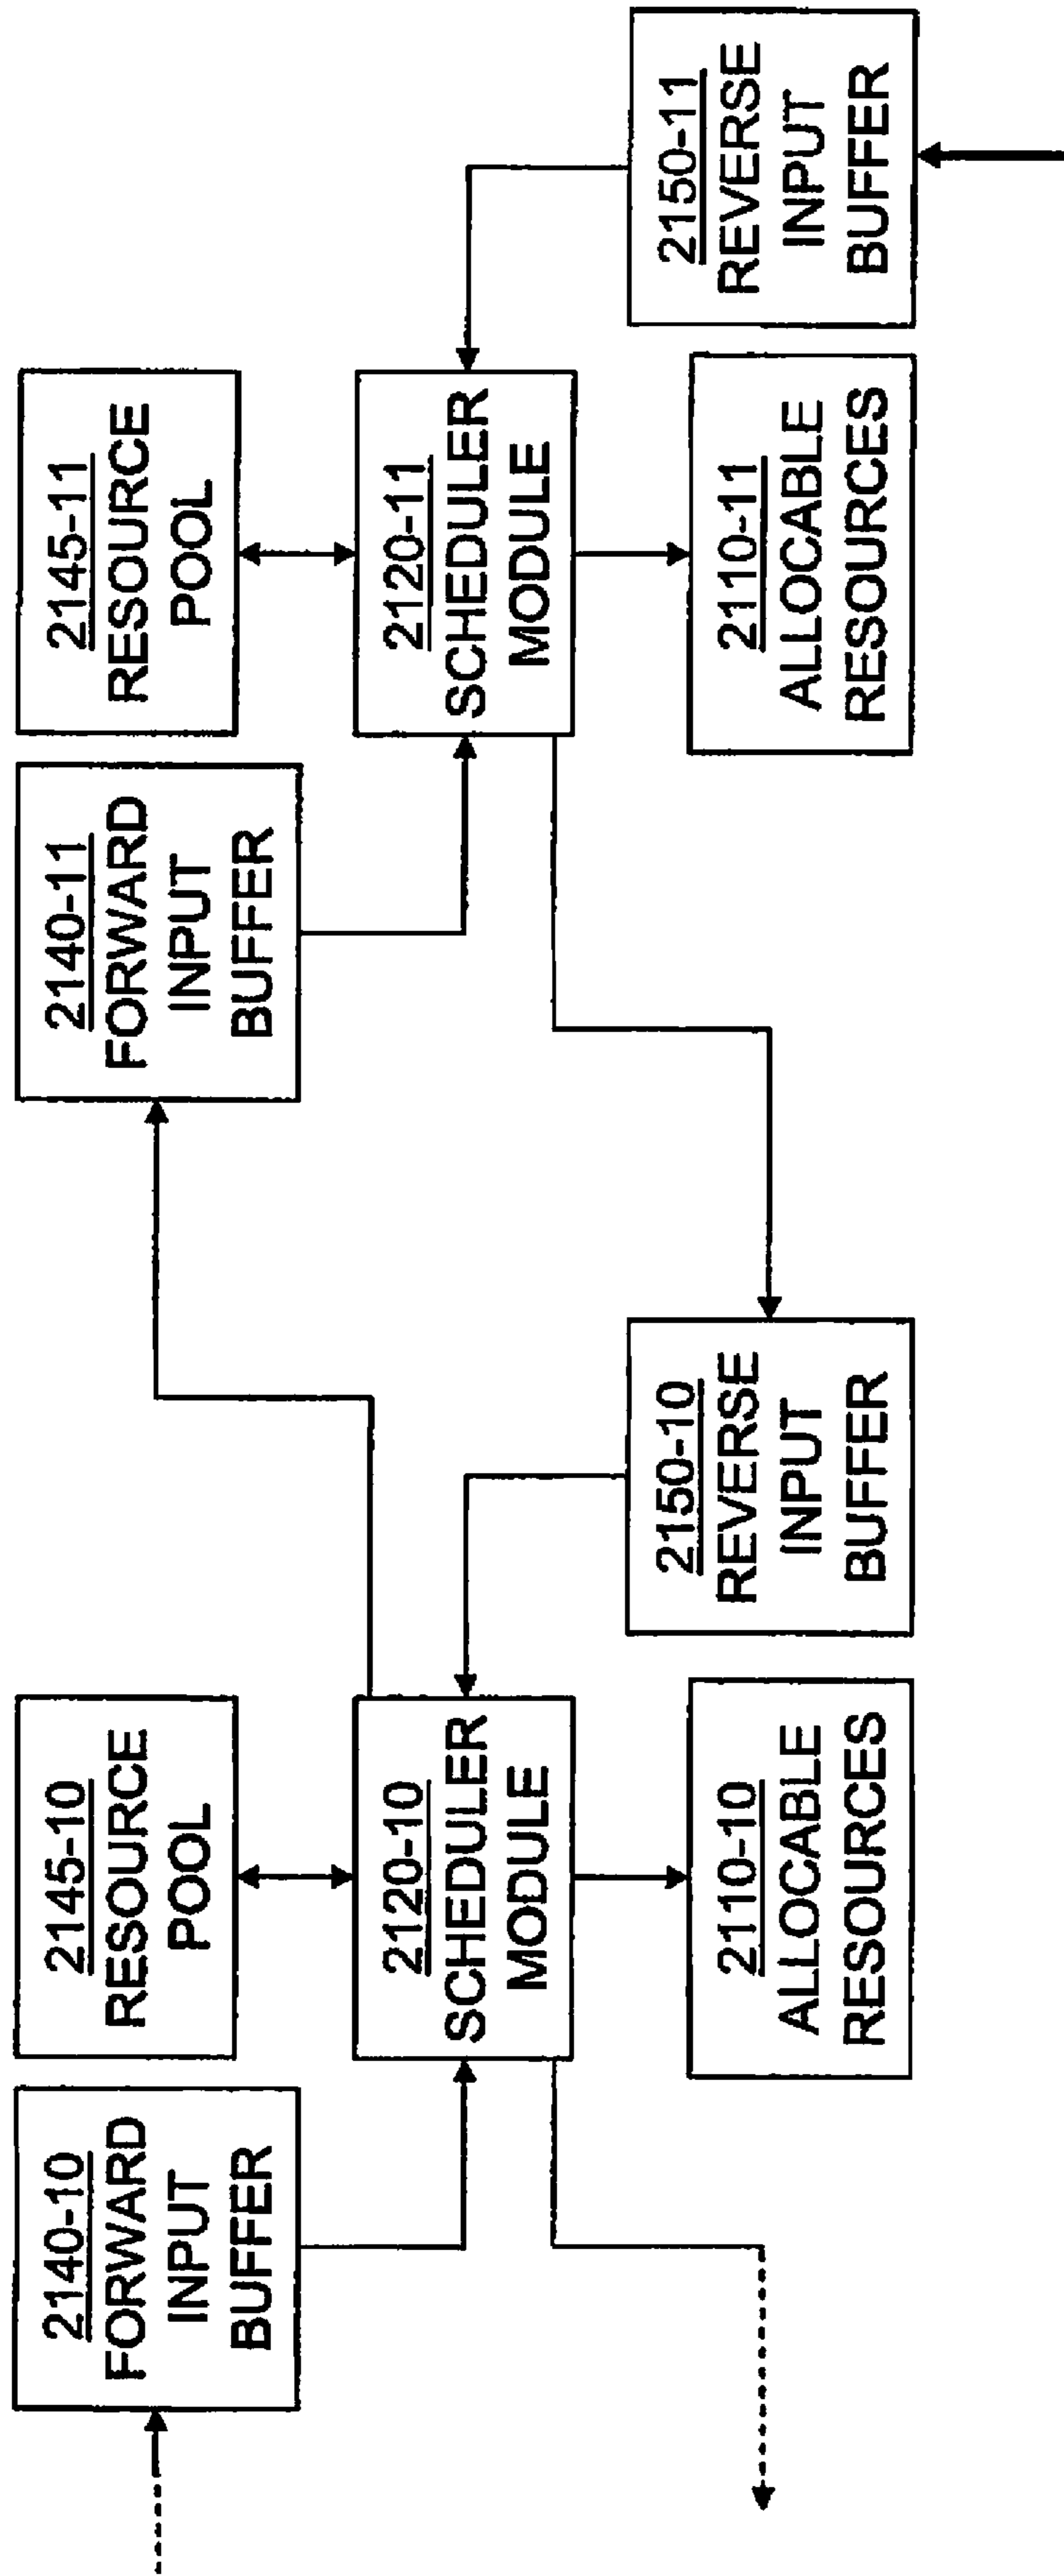 2140-10
FORWARD
INPUT
BUFFER
2145-10
RESOURCE
POOL
2120-10
SCHEDULER
MODULE
2110-10
ALLOCABLE
RESOURCES
2150-10
REVERSE
INPUT
BUFFER
2140-11
FORWARD
INPUT
BUFFER
2145-11
RESOURCE
POOL
2120-11
SCHEDULER
MODULE
2110-11
ALLOCABLE
RESOURCES
2150-11
REVERSE
INPUT
BUFFER